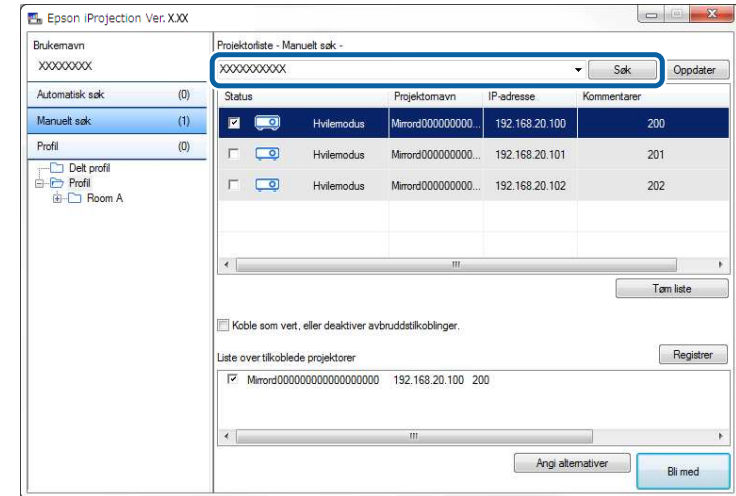 Epson iProjection Ver. X.XX
Brukernavn
XXXXXXXX
Automatisk søk (0)
Manuelt søk (1)
Profil (0)
Delt profil
Profil
Room A
Projektorliste - Manuelt søk -
XXXXXXXXXX Søk Oppdater
Status Projektornavn IP-adresse Kommentarer
Hvilemodus Mirrord000000000... 192.168.20.100 200
Hvilemodus Mirrord000000000... 192.168.20.101 201
Hvilemodus Mirrord000000000... 192.168.20.102 202
Tøm liste
Koble som vert, eller deaktiver avbruddstilkoblinger.
Liste over tilkoblede projektorer Registrer
Mirrord000000000000000000 192.168.20.100 200
Angi alternativer Bli med